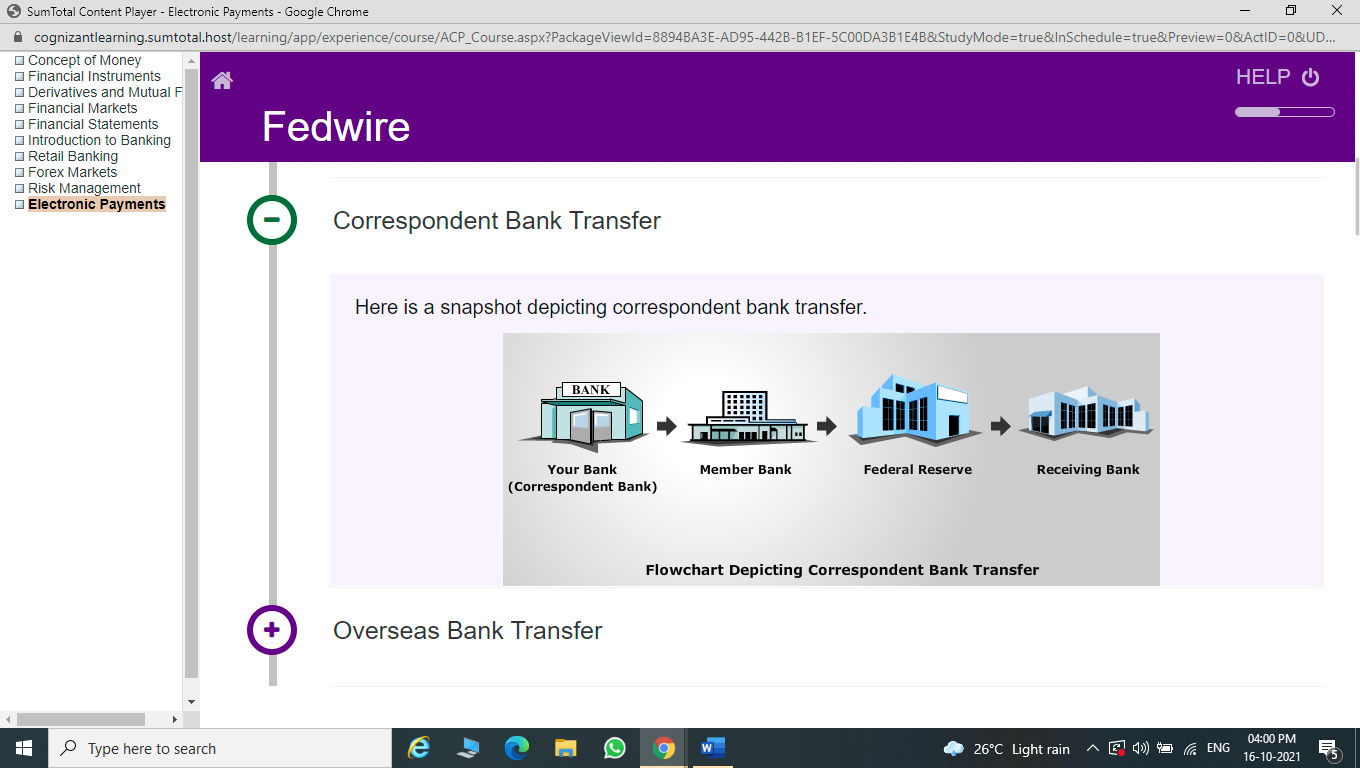 SumTotal Content Player - Electronic Payments - Google Chrome
cognizantlearning.sumtotal.host/learning/app/experience/course/ACP_Course.aspx?PackageViewId=8894BA3E-AD95-442B-B1EF-5C00DA3B1E4B&StudyMode=true&InSchedule=true&Preview=0&ActID=0&UD...
Concept of Money
Financial Instruments
Derivatives and Mutual F
Financial Markets
Financial Statements
Introduction to Banking
Retail Banking
Forex Markets
Risk Management
Electronic Payments
HELP
Fedwire
Correspondent Bank Transfer
Here is a snapshot depicting correspondent bank transfer.
BANK
Your Bank
(Correspondent Bank)
Member Bank
Federal Reserve
Receiving Bank
Flowchart Depicting Correspondent Bank Transfer
Overseas Bank Transfer
Type here to search
W
26°C Light rain
ENG
04:00 PM
16-10-2021
5